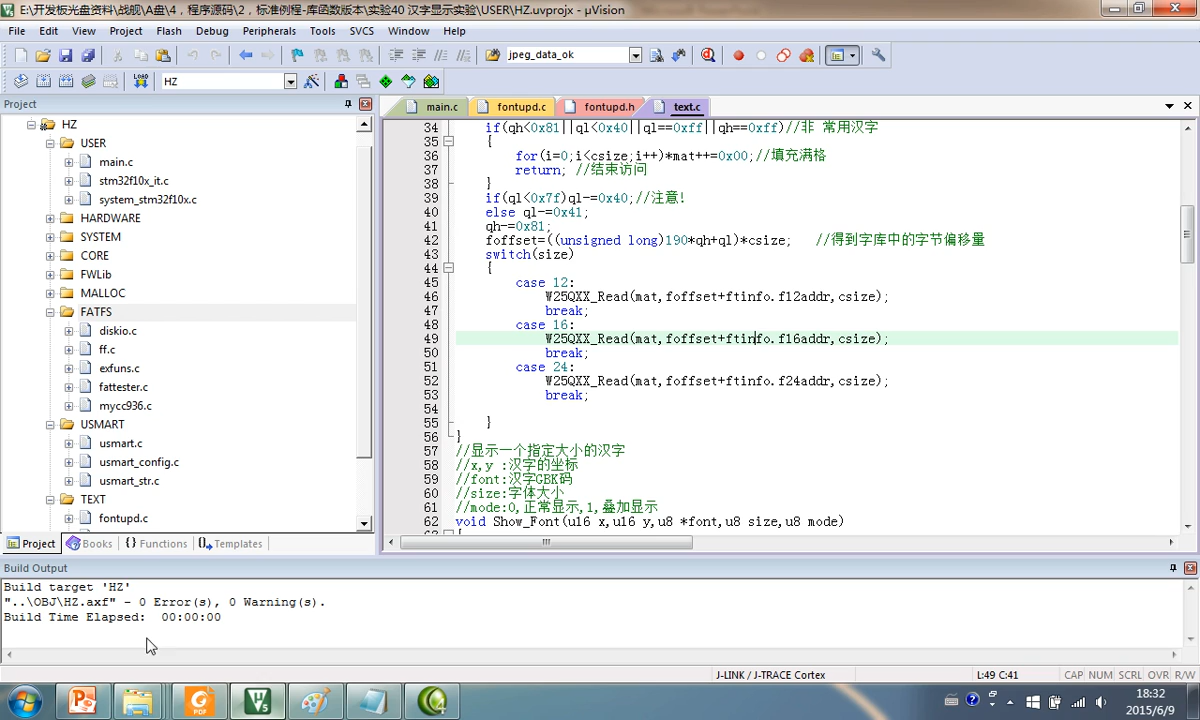 E:\开发板光盘资料\战舰\A盘\4，程序源码\2，标准例程-库函数版本\实验40 汉字显示实验\USER\HZ.uvprojx - µVision
File Edit View Project Flash Debug Peripherals Tools SVCS Window Help
jpeg_data_ok
LOAD HZ
Project
main.c fontupd.c fontupd.h text.c
HZ
USER
main.c
stm32f10x_it.c
system_stm32f10x.c
HARDWARE
SYSTEM
CORE
FWLib
MALLOC
FATFS
diskio.c
ff.c
exfuns.c
fattester.c
mycc936.c
USMART
usmart.c
usmart_config.c
usmart_str.c
TEXT
fontupd.c
Project Books {} Functions Templates
34 if(qh<0x81||ql<0x40||ql==0xff||qh==0xff)//非 常用汉字
35 {
36 for(i=0;i<csize;i++)*mat++=0x00;//填充满格
37 return; //结束访问
38 }
39 if(ql<0x7f)ql-=0x40;//注意!
40 else ql-=0x41;
41 qh-=0x81;
42 foffset=((unsigned long)190*qh+ql)*csize; //得到字库中的字节偏移量
43 switch(size)
44 {
45 case 12:
46 W25QXX_Read(mat,foffset+ftinfo.f12addr,csize);
47 break;
48 case 16:
49 W25QXX_Read(mat,foffset+ftinfo.f16addr,csize);
50 break;
51 case 24:
52 W25QXX_Read(mat,foffset+ftinfo.f24addr,csize);
53 break;
54
55 }
56 }
57 //显示一个指定大小的汉字
58 //x,y :汉字的坐标
59 //font:汉字GBK码
60 //size:字体大小
61 //mode:0,正常显示,1,叠加显示
62 void Show_Font(u16 x,u16 y,u8 *font,u8 size,u8 mode)
Build Output
Build target 'HZ'
"..\OBJ\HZ.axf" - 0 Error(s), 0 Warning(s).
Build Time Elapsed: 00:00:00
J-LINK / J-TRACE Cortex L:49 C:41 CAP NUM SCRL OVR R/W
18:32
2015/6/9